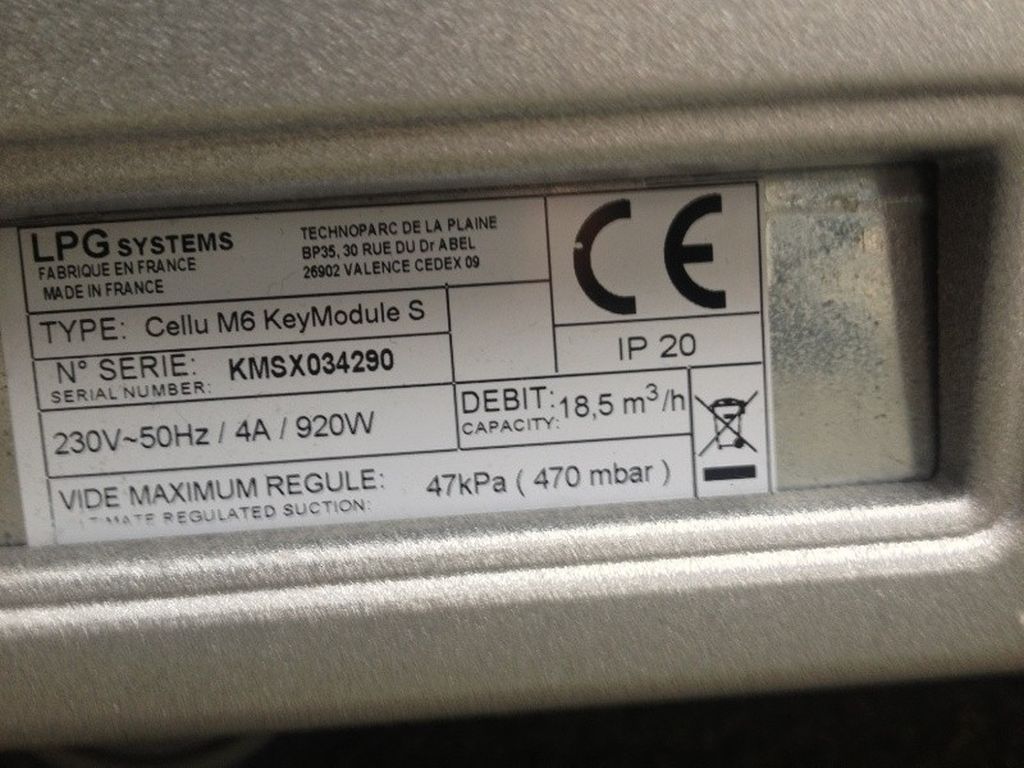 LPG SYSTEMS
FABRIQUE EN FRANCE
MADE IN FRANCE
TECHNOPARC DE LA PLAINE
BP35, 30 RUE DU Dr ABEL
26902 VALENCE CEDEX 09
CE
TYPE: Cellu M6 KeyModule S
IP 20
N° SERIE: KMSX034290
SERIAL NUMBER:
230V~50Hz / 4A / 920W
DEBIT: 18,5 m³/h
CAPACITY:
VIDE MAXIMUM REGULE: 47kPa ( 470 mbar )
REGULATED SUCTION: